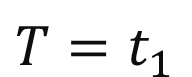 T = t₁